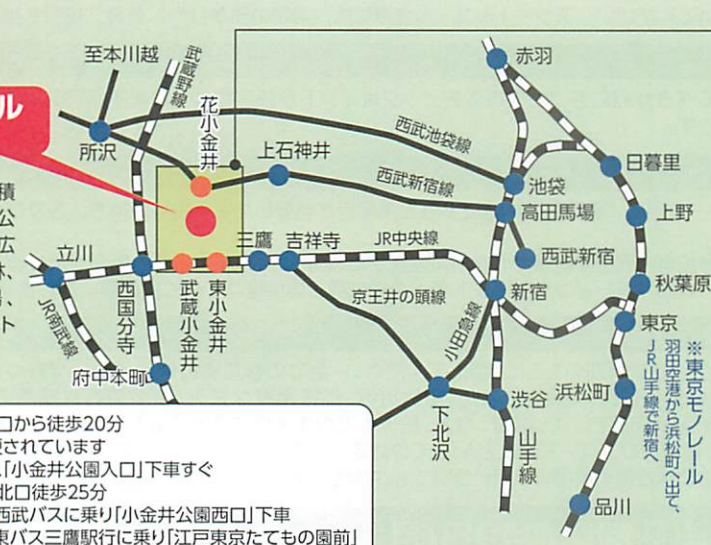 至本川越
武蔵野線
赤羽
ル
花小金井
所沢
上石神井
西武池袋線
日暮里
西武新宿線
池袋
高田馬場
上野
積
公
広
林、
、
ト
立川
三鷹
吉祥寺
JR中央線
西武新宿
秋葉原
西国分寺
武蔵小金井
東小金井
新宿
JR南武線
京王井の頭線
小田急線
東京
府中本町
下北沢
渋谷
浜松町
山手線
品川
※東京モノレール
羽田空港から浜松町へ出て、
JR山手線で新宿へ
口から徒歩20分
されています
「小金井公園入口」下車すぐ
北口徒歩25分
西武バスに乗り「小金井公園西口」下車
東バス三鷹駅行に乗り「江戸東京たてもの園前」